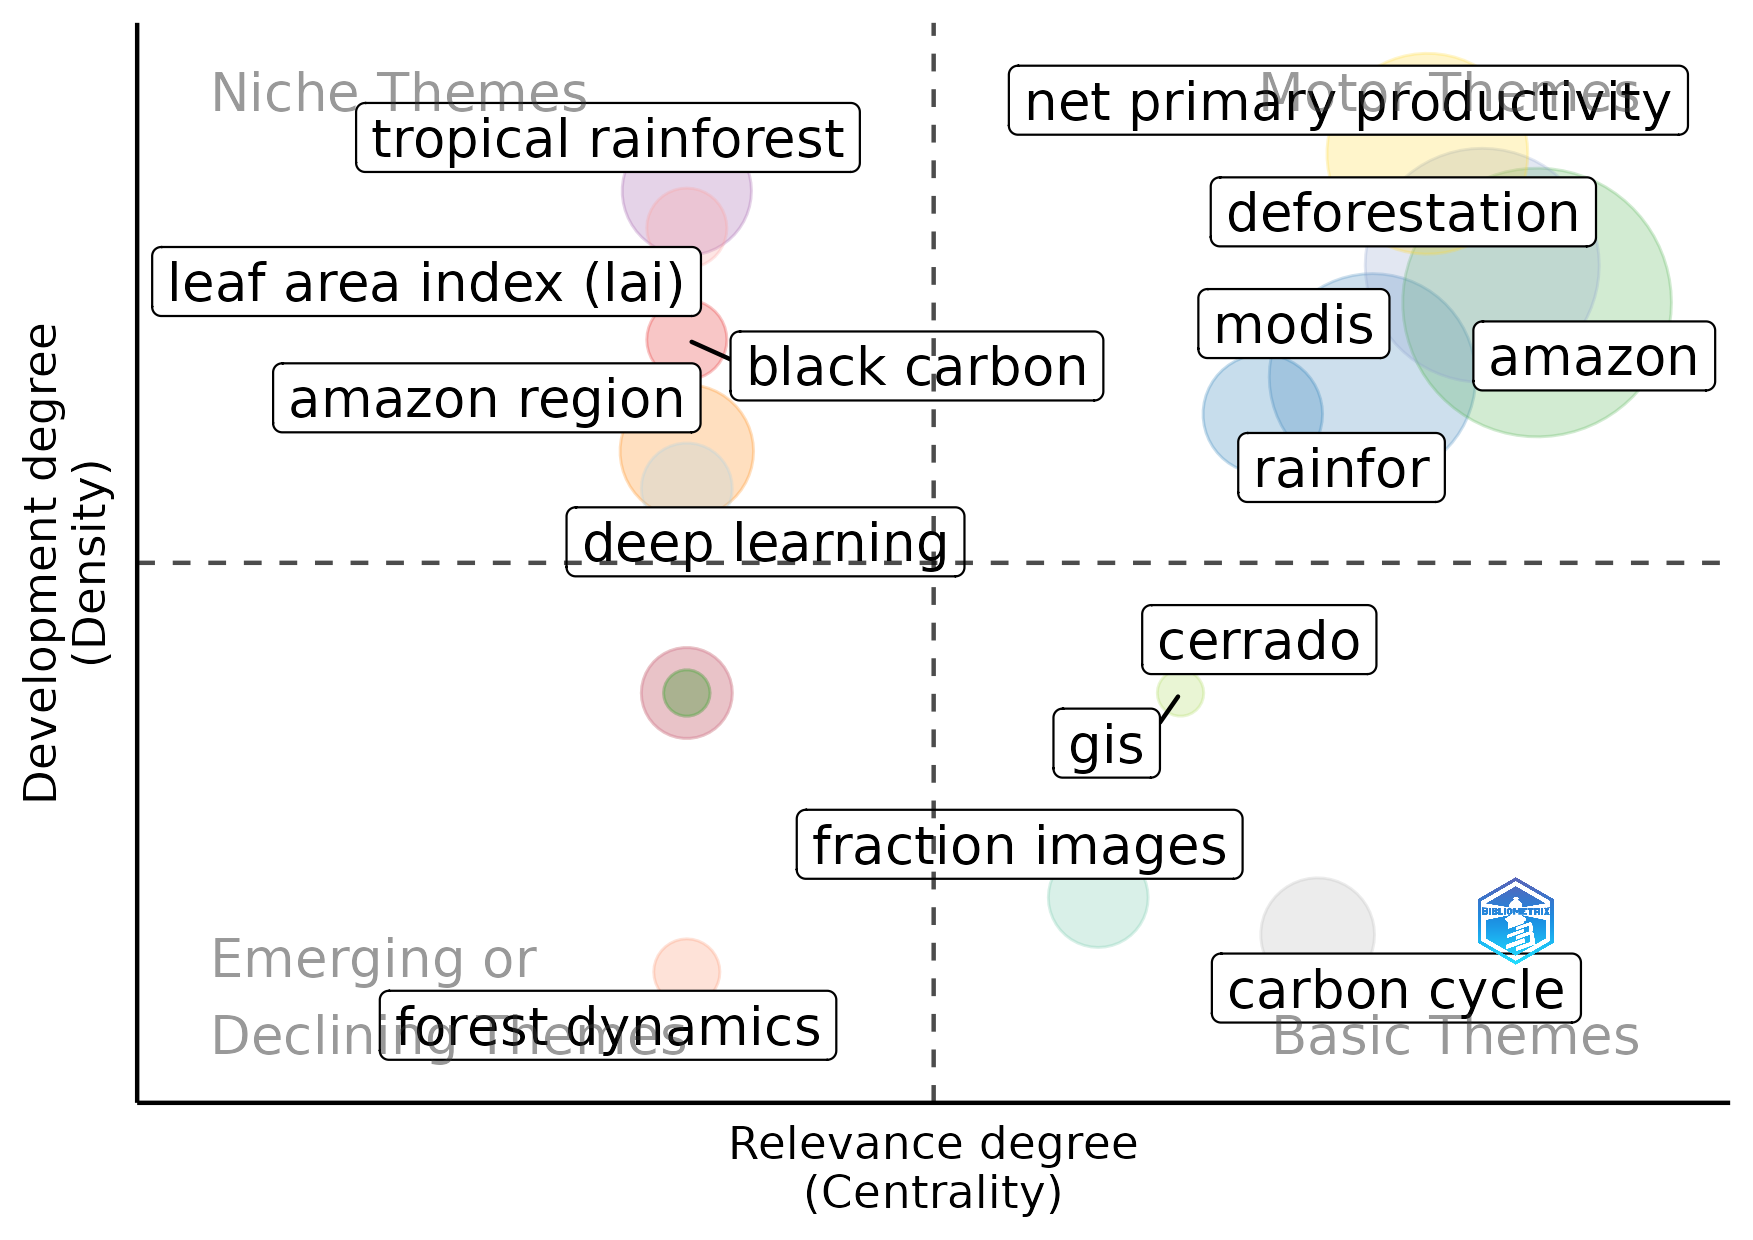 Niche Themes
Motor Themes
net primary productivity
tropical rainforest
deforestation
leaf area index (lai)
modis
black carbon
amazon
amazon region
rainfor
deep learning
cerrado
gis
fraction images
BIBLIOMETRIX
Emerging or
Declining Themes
forest dynamics
carbon cycle
Basic Themes
Development degree
(Density)
Relevance degree
(Centrality)